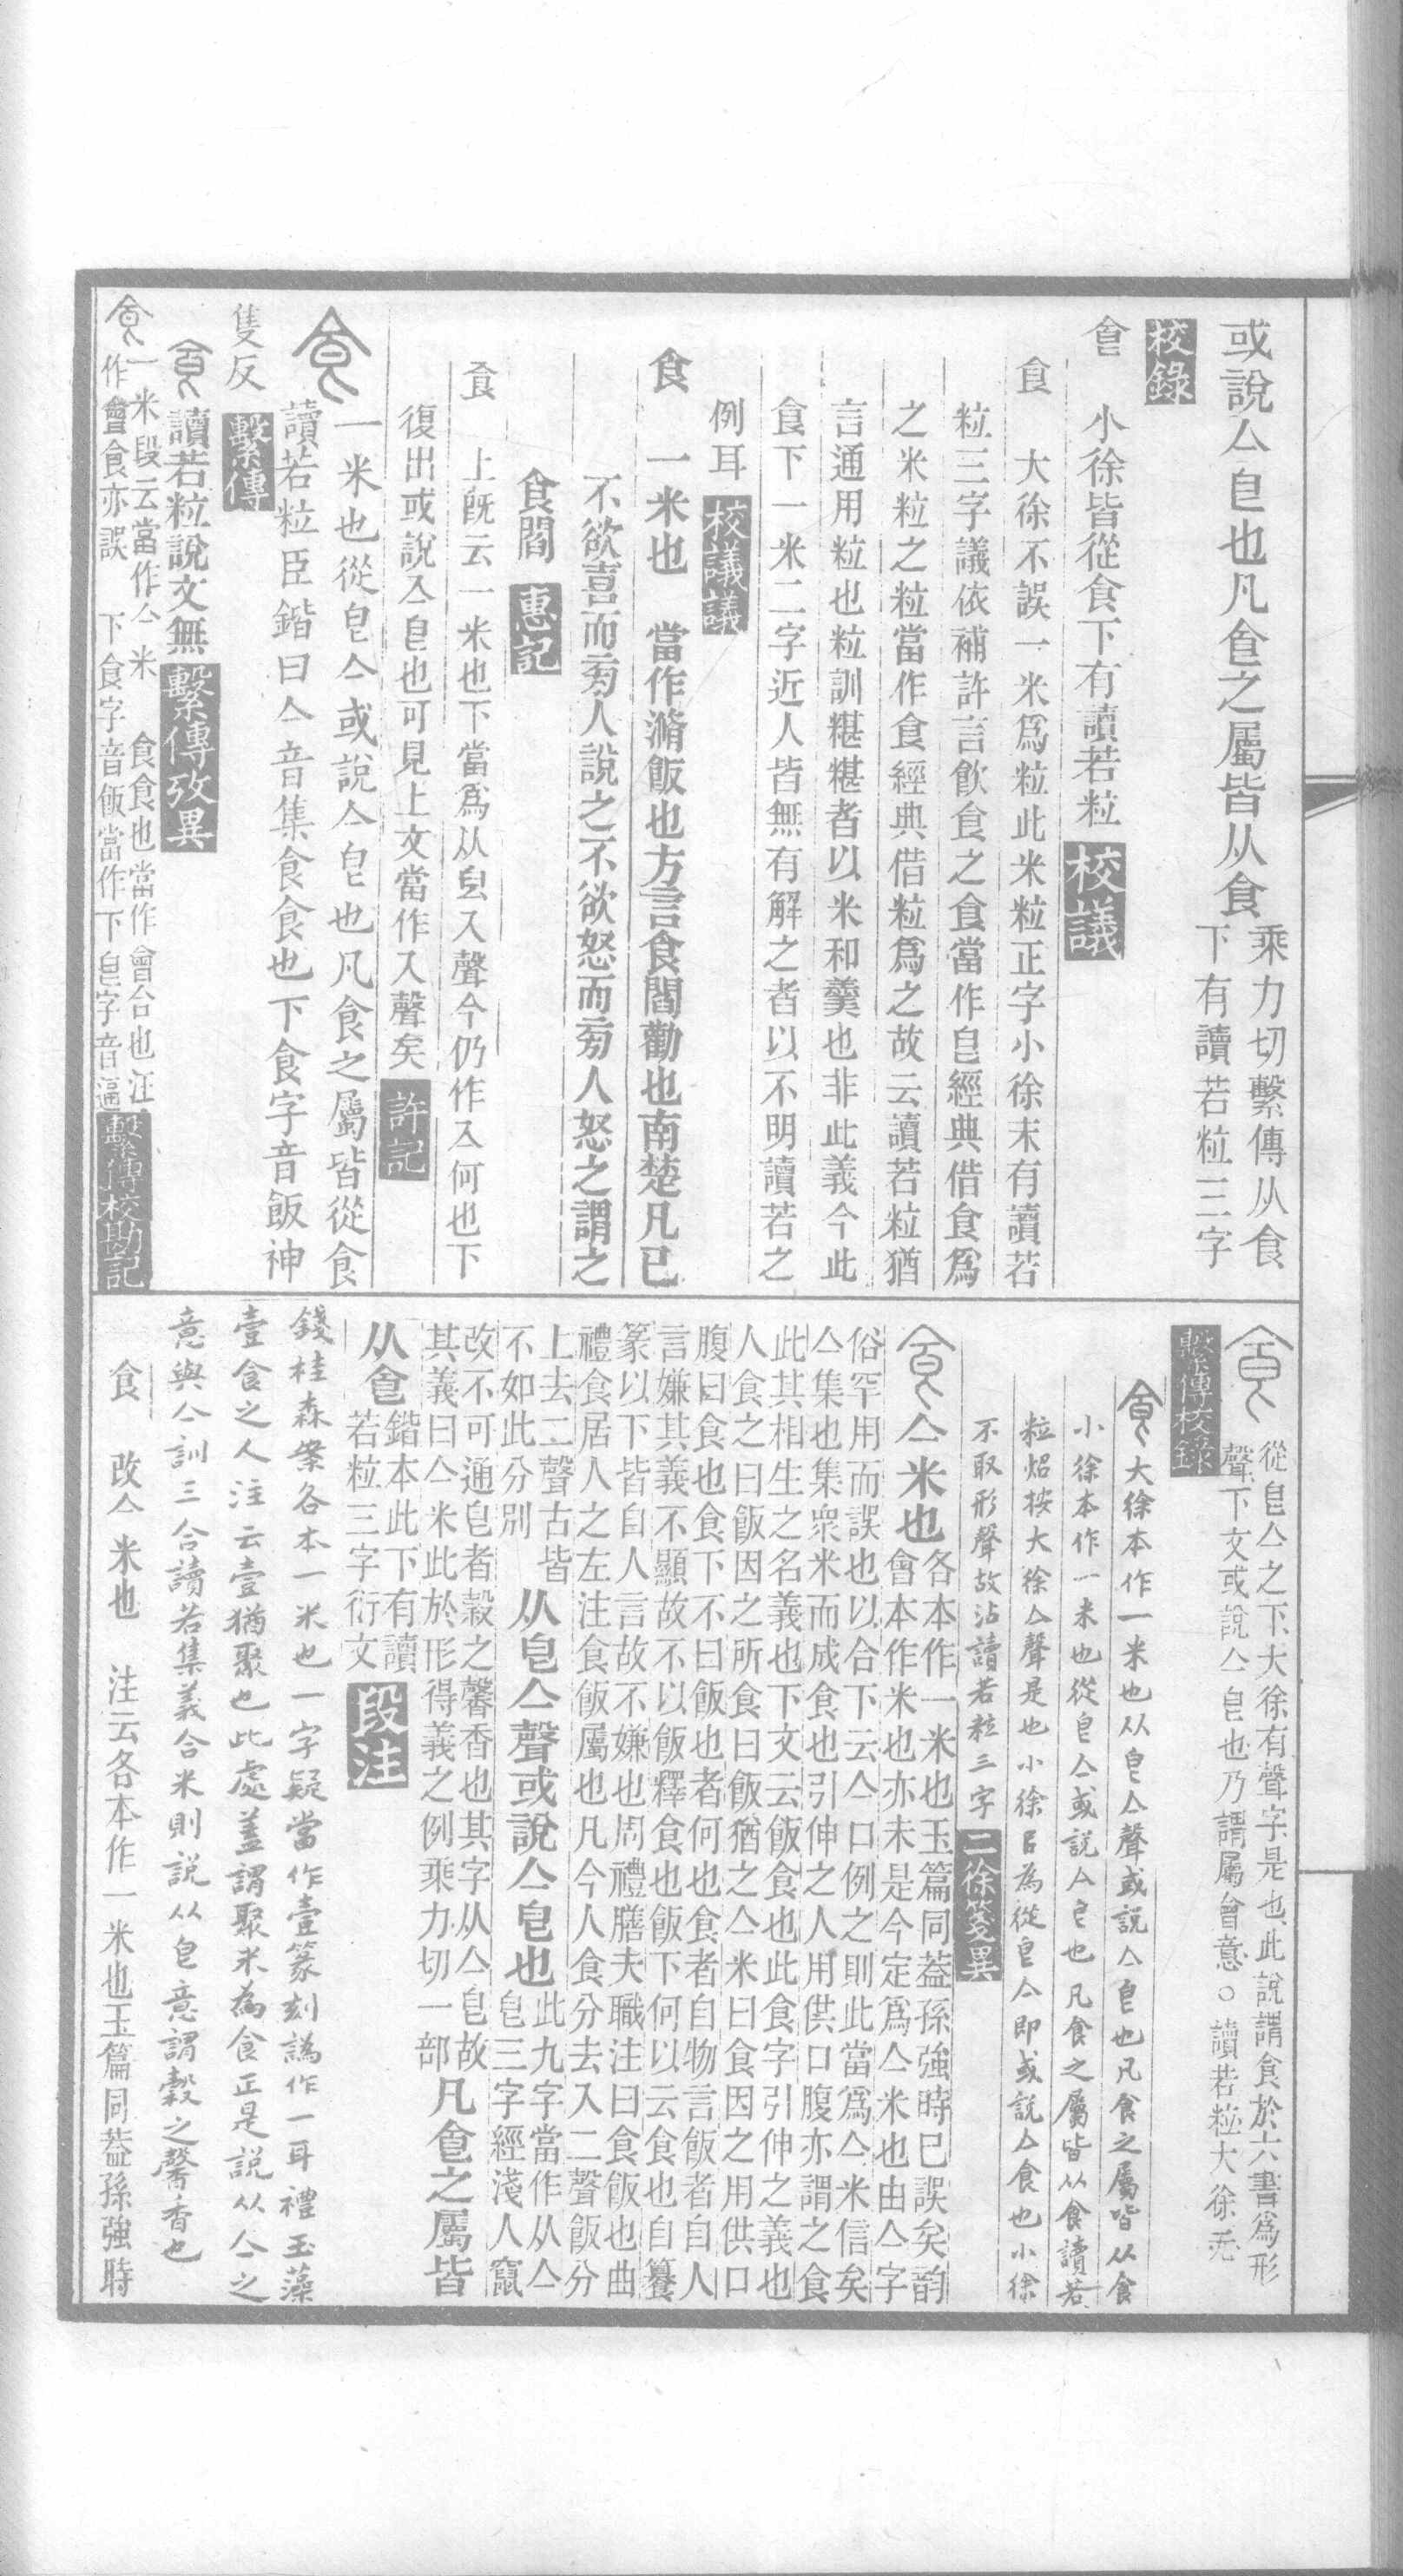 或說亼皀也凡食之屬皆从食
乘力切繫傳从食
下有讀若粒三字
校錄
會　小徐皆從食下有讀若粒　校議
食　大徐不誤一米爲粒此米粒正字小徐末有讀若
粒三字議依補許言飲食之食當作皀經典借食爲
之米粒之粒當作食經典借粒爲之故云讀若粒猶
言通用粒也粒訓糂糂者以米和羹也非此義今此
食下一米二字近人皆無有解之者以不明讀若之
例耳　校議議
食　一米也　當作㵩飯也方言食閻勸也南楚凡已
不欲喜而㫄人說之不欲怒而㫄人怒之謂之
食閻　惠記
食　上旣云一米也下當爲从皀入聲今仍作亼何也下
復出或說亼皀也可見上文當作入聲矣　許記
食　一米也從皀亼或說亼皀也凡食之屬皆從食
讀若粒臣鍇曰亼音集食食也下食字音飯神
隻反　繫傳
食　讀若粒說文無　繫傳攷異
食　一米段云當作亼米　食食也當作會合也注
作會食亦誤　下食字音飯當作下皀字音逼　繫傳校勘記
食　從皀亼之下大徐有聲字是也此說謂食於六書爲形
聲下文或說亼皀也乃謂屬會意○讀若粒大徐无
繫傳校錄
食　大徐本作一米也从皀亼聲或說亼皀也凡食之屬皆从食
小徐本作一米也從皀亼或說亼皀也凡食之屬皆从食讀若
粒炤按大徐亼聲是也小徐㠯為從皀亼即或說亼食也小徐
不取形聲故沾讀若粒三字　二徐箋異
食　亼米也
各本作一米也玉篇同葢孫強時已誤矣韵
會本作米也亦未是今定爲亼米也由亼字
俗罕用而誤也以合下云亼口例之則此當爲亼米信矣
亼集也集衆米而成食也引伸之人用供口腹亦謂之食
此其相生之名義也下文云飯食也此食字引伸之義也
人食之曰飯因之所食曰飯猶之亼米曰食因之用供口
腹曰食也食下不曰飯也者何也食者自物言飯者自人
言嫌其義不顯故不以飯釋食也飯下何以云食也自籑
篆以下皆自人言故不嫌也周禮膳夫職注曰食飯也曲
禮食居人之左注食飯屬也凡今人食分去入二聲飯分
上去二聲古皆
不如此分別
从皀亼聲或說亼皀也
此九字當作从亼
皀三字經淺人竄
改不可通皀者穀之馨香也其字从亼皀故
其義曰亼米此於形得義之例乘力切一部
凡食之屬皆
从食
鍇本此下有讀
若粒三字衍文
段注
錢桂森案各本一米也一字疑當作壹篆刻譌作一耳禮玉藻
壹食之人注云壹猶聚也此處蓋謂聚米為食正是說从亼之
意與亼訓三合讀若集義合米則說从皀意謂穀之馨香也
食　改亼米也　注云各本作一米也玉篇同葢孫強時